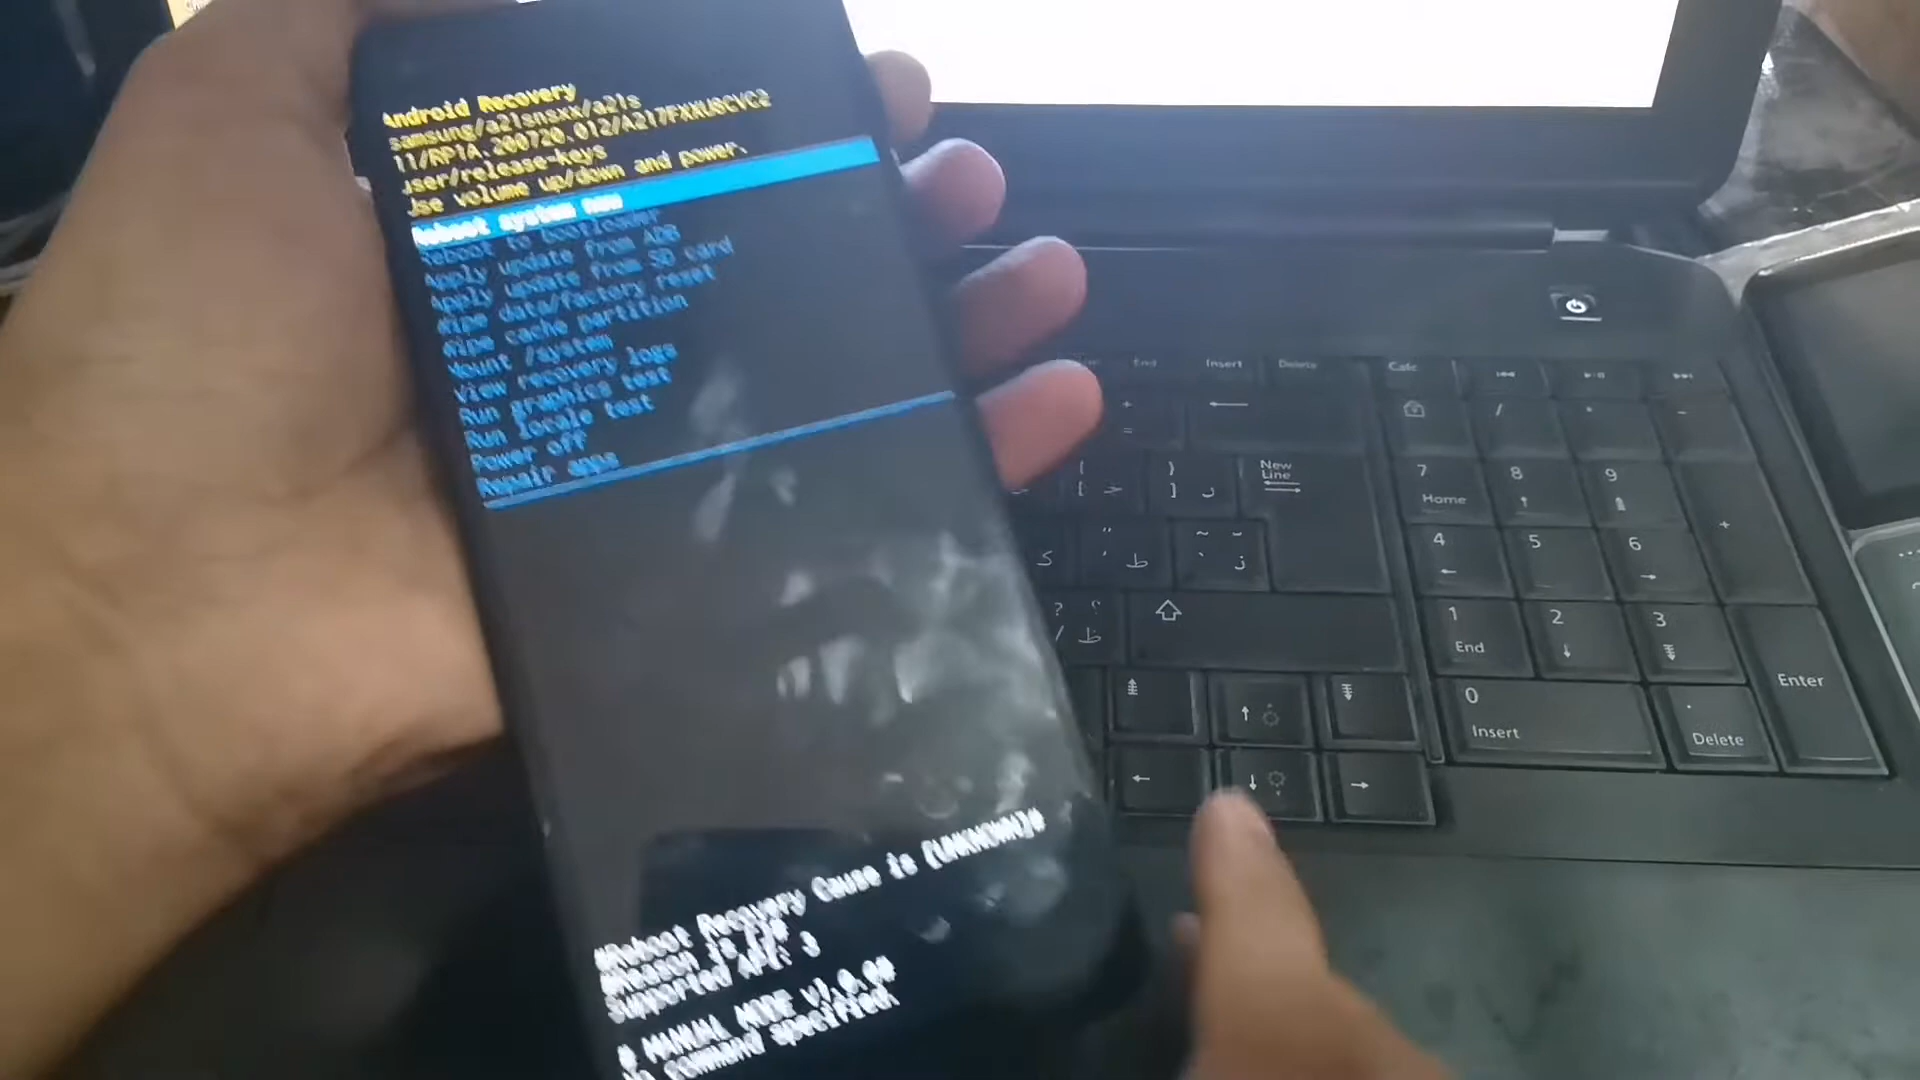 Android Recovery
samsung/a21snsxx/a21s
11/RP1A.200720.012/A217FXXU8CVC2
user/release-keys
Use volume up/down and power.
Reboot system now
Reboot to bootloader
Apply update from ADB
Apply update from SD card
Wipe data/factory reset
Wipe cache partition
Mount /system
View recovery logs
Run graphics test
Run locale test
Power off
Repair apps
#Reboot Recovery Cause is [UNKNOWN]#
Supported API: 3
# MANUAL MODE v1.0.0#
No command specified.
End
Insert
Delete
Calc
/
*
-
+
=
New
Line
{
[
}
]
7
Home
8
9
+
4
5
6
1
End
2
3
0
Insert
.
Delete
Enter